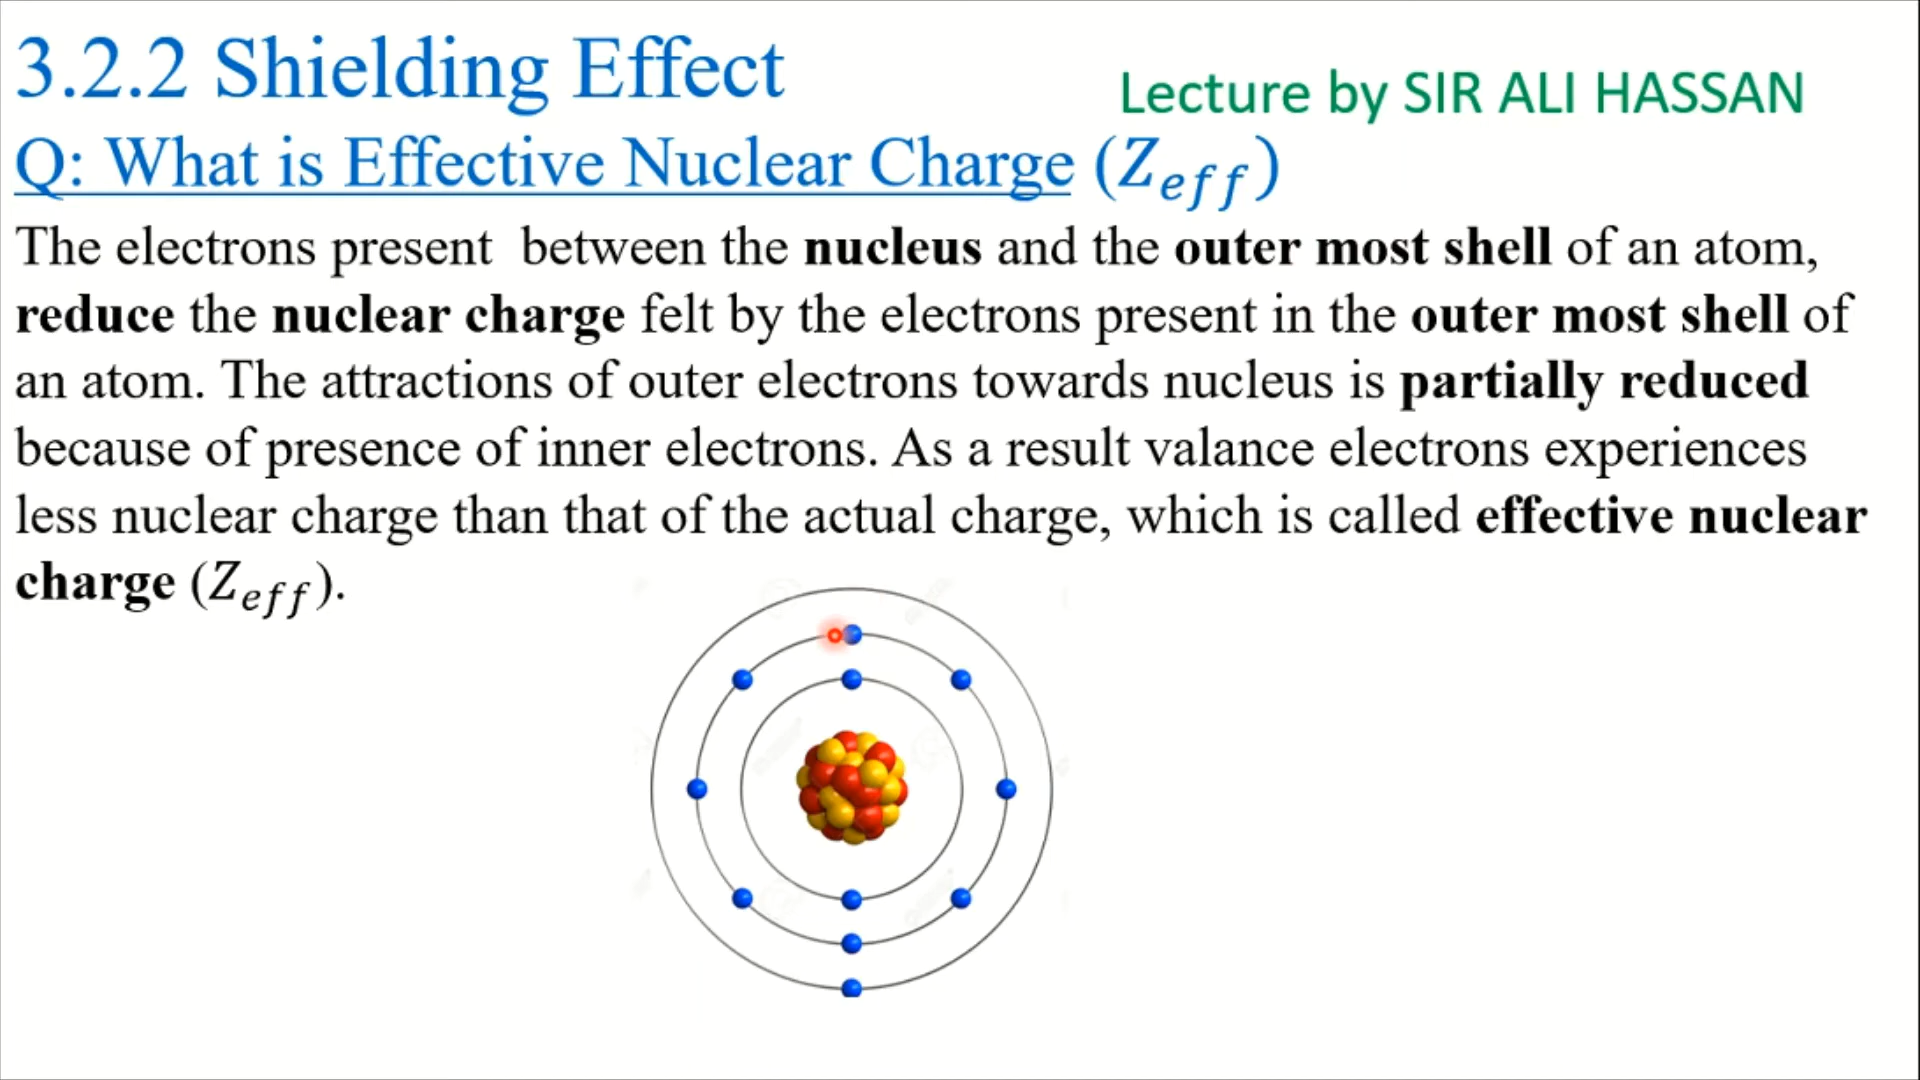 3.2.2 Shielding Effect
Lecture by SIR ALI HASSAN
Q: What is Effective Nuclear Charge (Z_eff)
The electrons present between the nucleus and the outer most shell of an atom,
reduce the nuclear charge felt by the electrons present in the outer most shell of
an atom. The attractions of outer electrons towards nucleus is partially reduced
because of presence of inner electrons. As a result valance electrons experiences
less nuclear charge than that of the actual charge, which is called effective nuclear
charge (Z_eff).